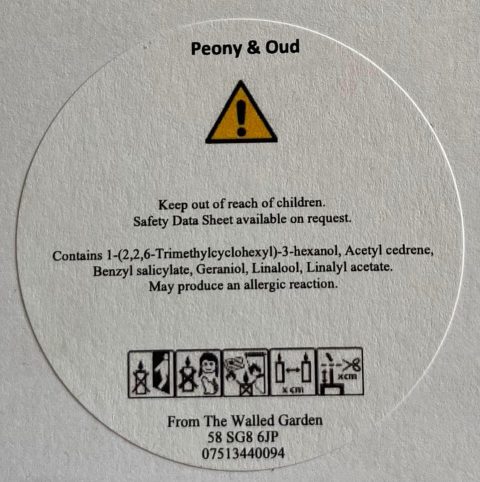 Peony & Oud
Keep out of reach of children.
Safety Data Sheet available on request.
Contains 1-(2,2,6-Trimethylcyclohexyl)-3-hexanol, Acetyl cedrene,
Benzyl salicylate, Geraniol, Linalool, Linalyl acetate.
May produce an allergic reaction.
x cm
x cm
From The Walled Garden
58 SG8 6JP
07513440094